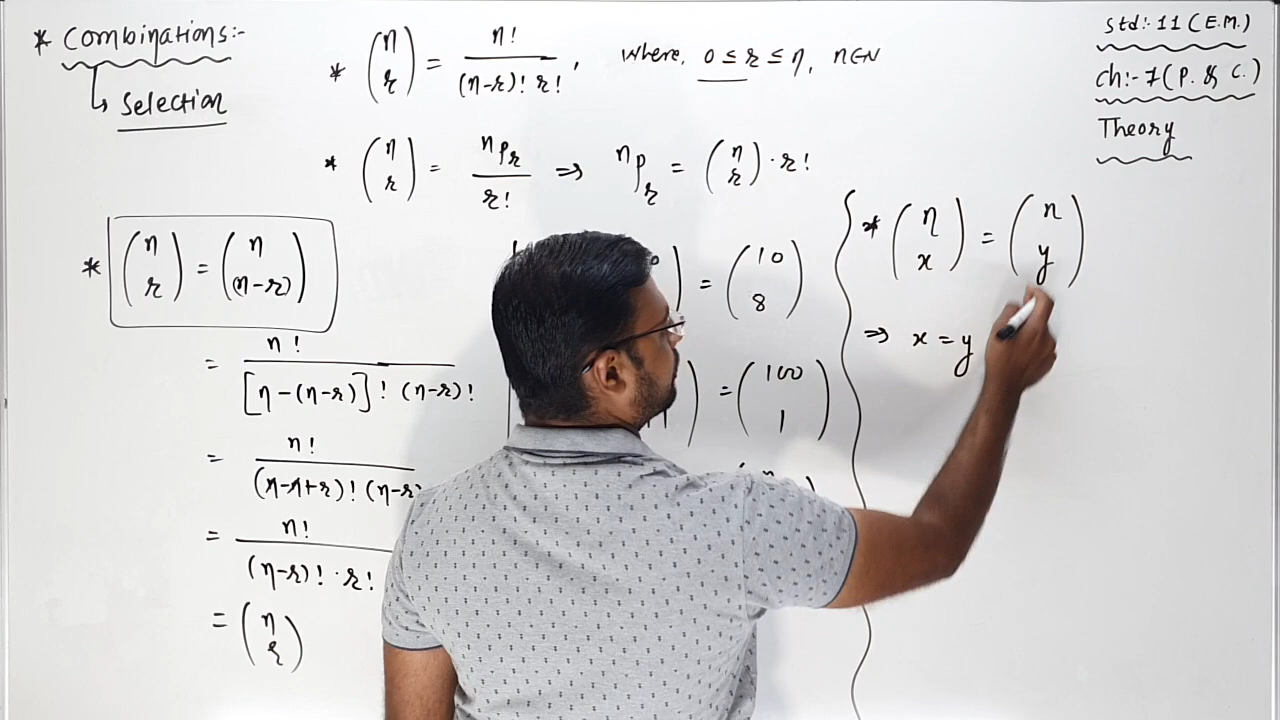 * Combinations:-
↳ Selection
* (n r) = n! / (n-r)! r! , where, 0 ≤ r ≤ n, n∈N
* (n r) = nPr / r! ⇒ nPr = (n r) · r!
std:- 11 (E.M.)
ch:- 7 (P. & C.)
Theory
* (n r) = (n (n-r))
= n! / [n-(n-r)]! (n-r)!
= n! / (n-n+r)! (n-r
= n! / (n-r)! · r!
= (n r)
= (10 8)
= (100 1)
* (n x) = (n y)
⇒ x = y